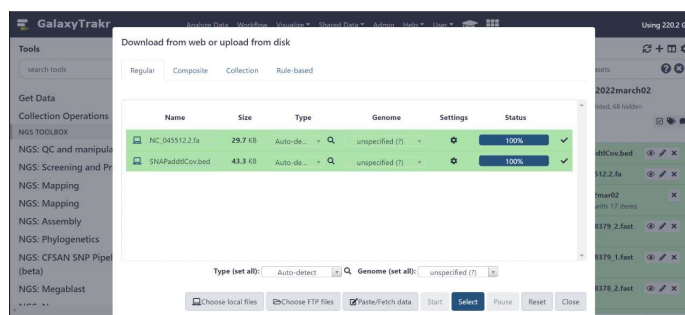 GalaxyTrakr Analyze Data Workflow Visualize Shared Data Admin Help User Using 220.2 G
Tools
search tools
Get Data
Collection Operations
NGS TOOLBOX
NGS: QC and manipula
NGS: Screening and Pr
NGS: Mapping
NGS: Mapping
NGS: Assembly
NGS: Phylogenetics
NGS: CFSAN SNP Pipel
(beta)
NGS: Megablast
Download from web or upload from disk
Regular Composite Collection Rule-based
Name Size Type Genome Settings Status
NC_045512.2.fa 29.7 KB Auto-de... unspecified (?) 100%
SNAPaddtlCov.bed 43.3 KB Auto-de... unspecified (?) 100%
Type (set all): Auto-detect Genome (set all): unspecified (?)
Choose local files Choose FTP files Paste/Fetch data Start Select Pause Reset Close
asets
2022march02
leted, 68 hidden
ddtlCov.bed
512.2.fa
2mar02
with 17 items
8379_2.fast
8379_1.fast
8378_2.fast